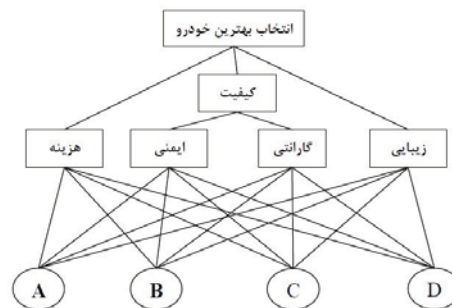 انتخاب بهترین خودرو
کیفیت
زیبایی
گارانتی
ایمنی
هزینه
A
B
C
D